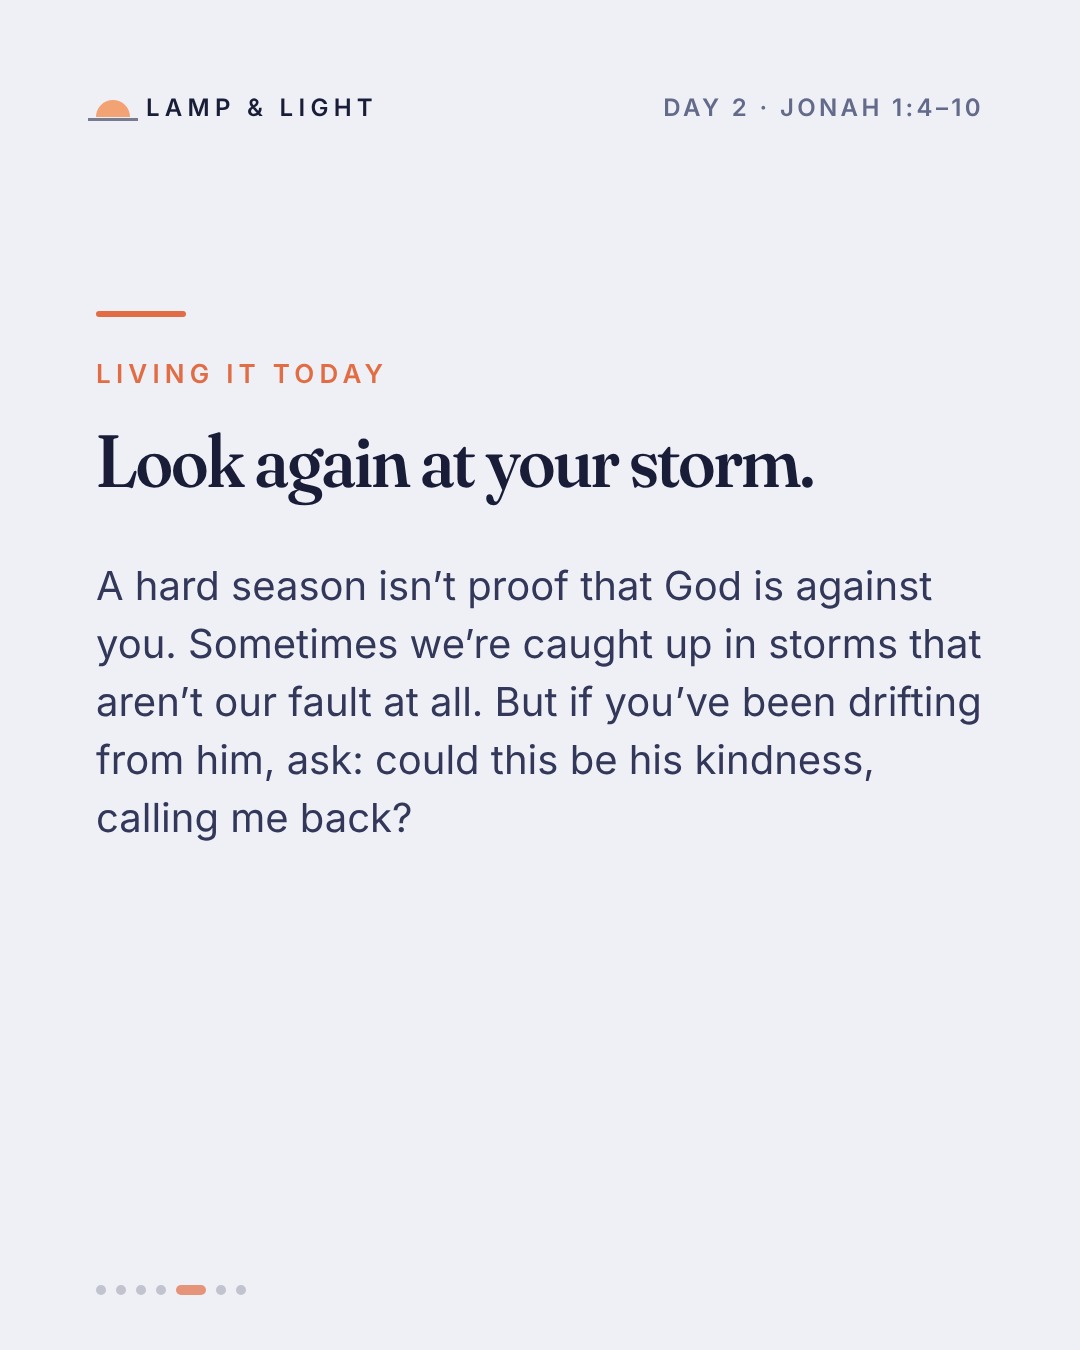 LAMP & LIGHT
DAY 2 · JONAH 1:4–10
LIVING IT TODAY
Look again at your storm.
A hard season isn’t proof that God is against
you. Sometimes we’re caught up in storms that
aren’t our fault at all. But if you’ve been drifting
from him, ask: could this be his kindness,
calling me back?